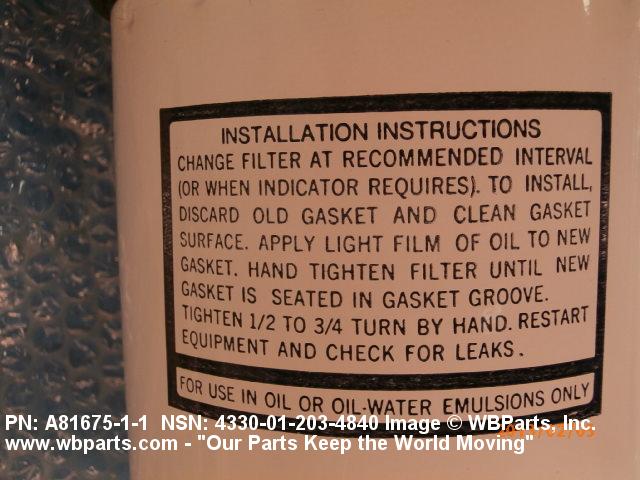 INSTALLATION INSTRUCTIONS
CHANGE FILTER AT RECOMMENDED INTERVAL
(OR WHEN INDICATOR REQUIRES). TO INSTALL,
DISCARD OLD GASKET AND CLEAN GASKET
SURFACE. APPLY LIGHT FILM OF OIL TO NEW
GASKET. HAND TIGHTEN FILTER UNTIL NEW
GASKET IS SEATED IN GASKET GROOVE.
TIGHTEN 1/2 TO 3/4 TURN BY HAND. RESTART
EQUIPMENT AND CHECK FOR LEAKS.
FOR USE IN OIL OR OIL-WATER EMULSIONS ONLY
PN: A81675-1-1 NSN: 4330-01-203-4840 Image © WBParts, Inc.
www.wbparts.com - "Our Parts Keep the World Moving"